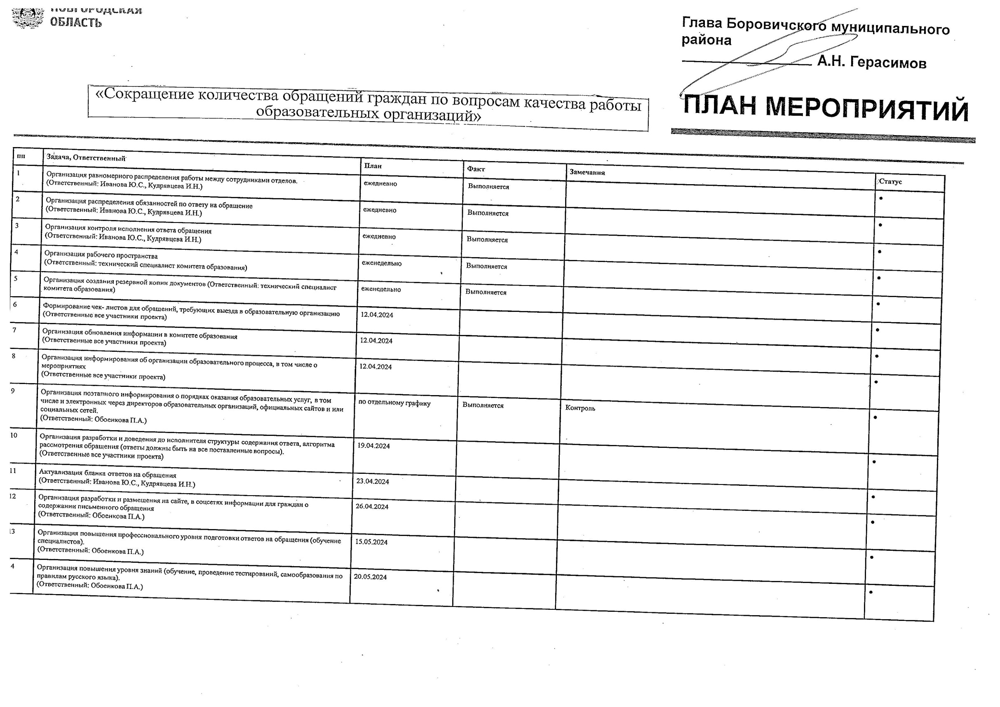 НОВГОРОДСКАЯ
ОБЛАСТЬ
Глава Боровичского муниципального
района
А.Н. Герасимов
«Сокращение количества обращений граждан по вопросам качества работы
образовательных организаций»
ПЛАН МЕРОПРИЯТИЙ
пп Задача, Ответственный План Факт Замечания Статус
1 Организация равномерного распределения работы между сотрудниками отделов. ежедневно Выполняется •
(Ответственный: Иванова Ю.С., Кудрявцева И.Н.)
2 Организация распределения обязанностей по ответу на обращение ежедневно Выполняется •
(Ответственный: Иванова Ю.С., Кудрявцева И.Н.)
3 Организация контроля исполнения ответа обращения ежедневно Выполняется •
(Ответственный: Иванова Ю.С., Кудрявцева И.Н.)
4 Организация рабочего пространства еженедельно Выполняется •
(Ответственный: технический специалист комитета образования)
5 Организация создания резервной копии документов (Ответственный: технический специалист еженедельно Выполняется •
комитета образования)
6 Формирование чек- листов для обращений, требующих выезда в образовательную организацию 12.04.2024 •
(Ответственные все участники проекта)
7 Организация обновления информации в комитете образования 12.04.2024 •
(Ответственные все участники проекта)
8 Организация информирования об организации образовательного процесса, в том числе о 12.04.2024 •
мероприятиях
(Ответственные все участники проекта)
9 Организация поэтапного информирования о порядках оказания образовательных услуг, в том по отдельному графику Выполняется Контроль •
числе и электронных через директоров образовательных организаций, официальных сайтов и или
социальных сетей.
(Ответственный: Обоенкова П.А.)
10 Организация разработки и доведения до исполнителя структуры содержания ответа, алгоритма 19.04.2024 •
рассмотрения обращения (ответы должны быть на все поставленные вопросы).
(Ответственные все участники проекта)
11 Актуализация бланка ответов на обращения 23.04.2024 •
(Ответственный: Иванова Ю.С., Кудрявцева И.Н.)
12 Организация разработки и размешения на сайте, в соцсетях информации для граждан о 26.04.2024 •
содержании письменного обращения
(Ответственный: Обоенкова П.А.)
13 Организация повышения профессионального уровня подготовки ответов на обращения (обучение 15.05.2024 •
специалистов).
(Ответственный: Обоенкова П.А.)
4 Организация повышения уровня знаний (обучение, проведение тестирований, самообразования по 20.05.2024 •
правилам русского языка).
(Ответственный: Обоенкова П.А.)